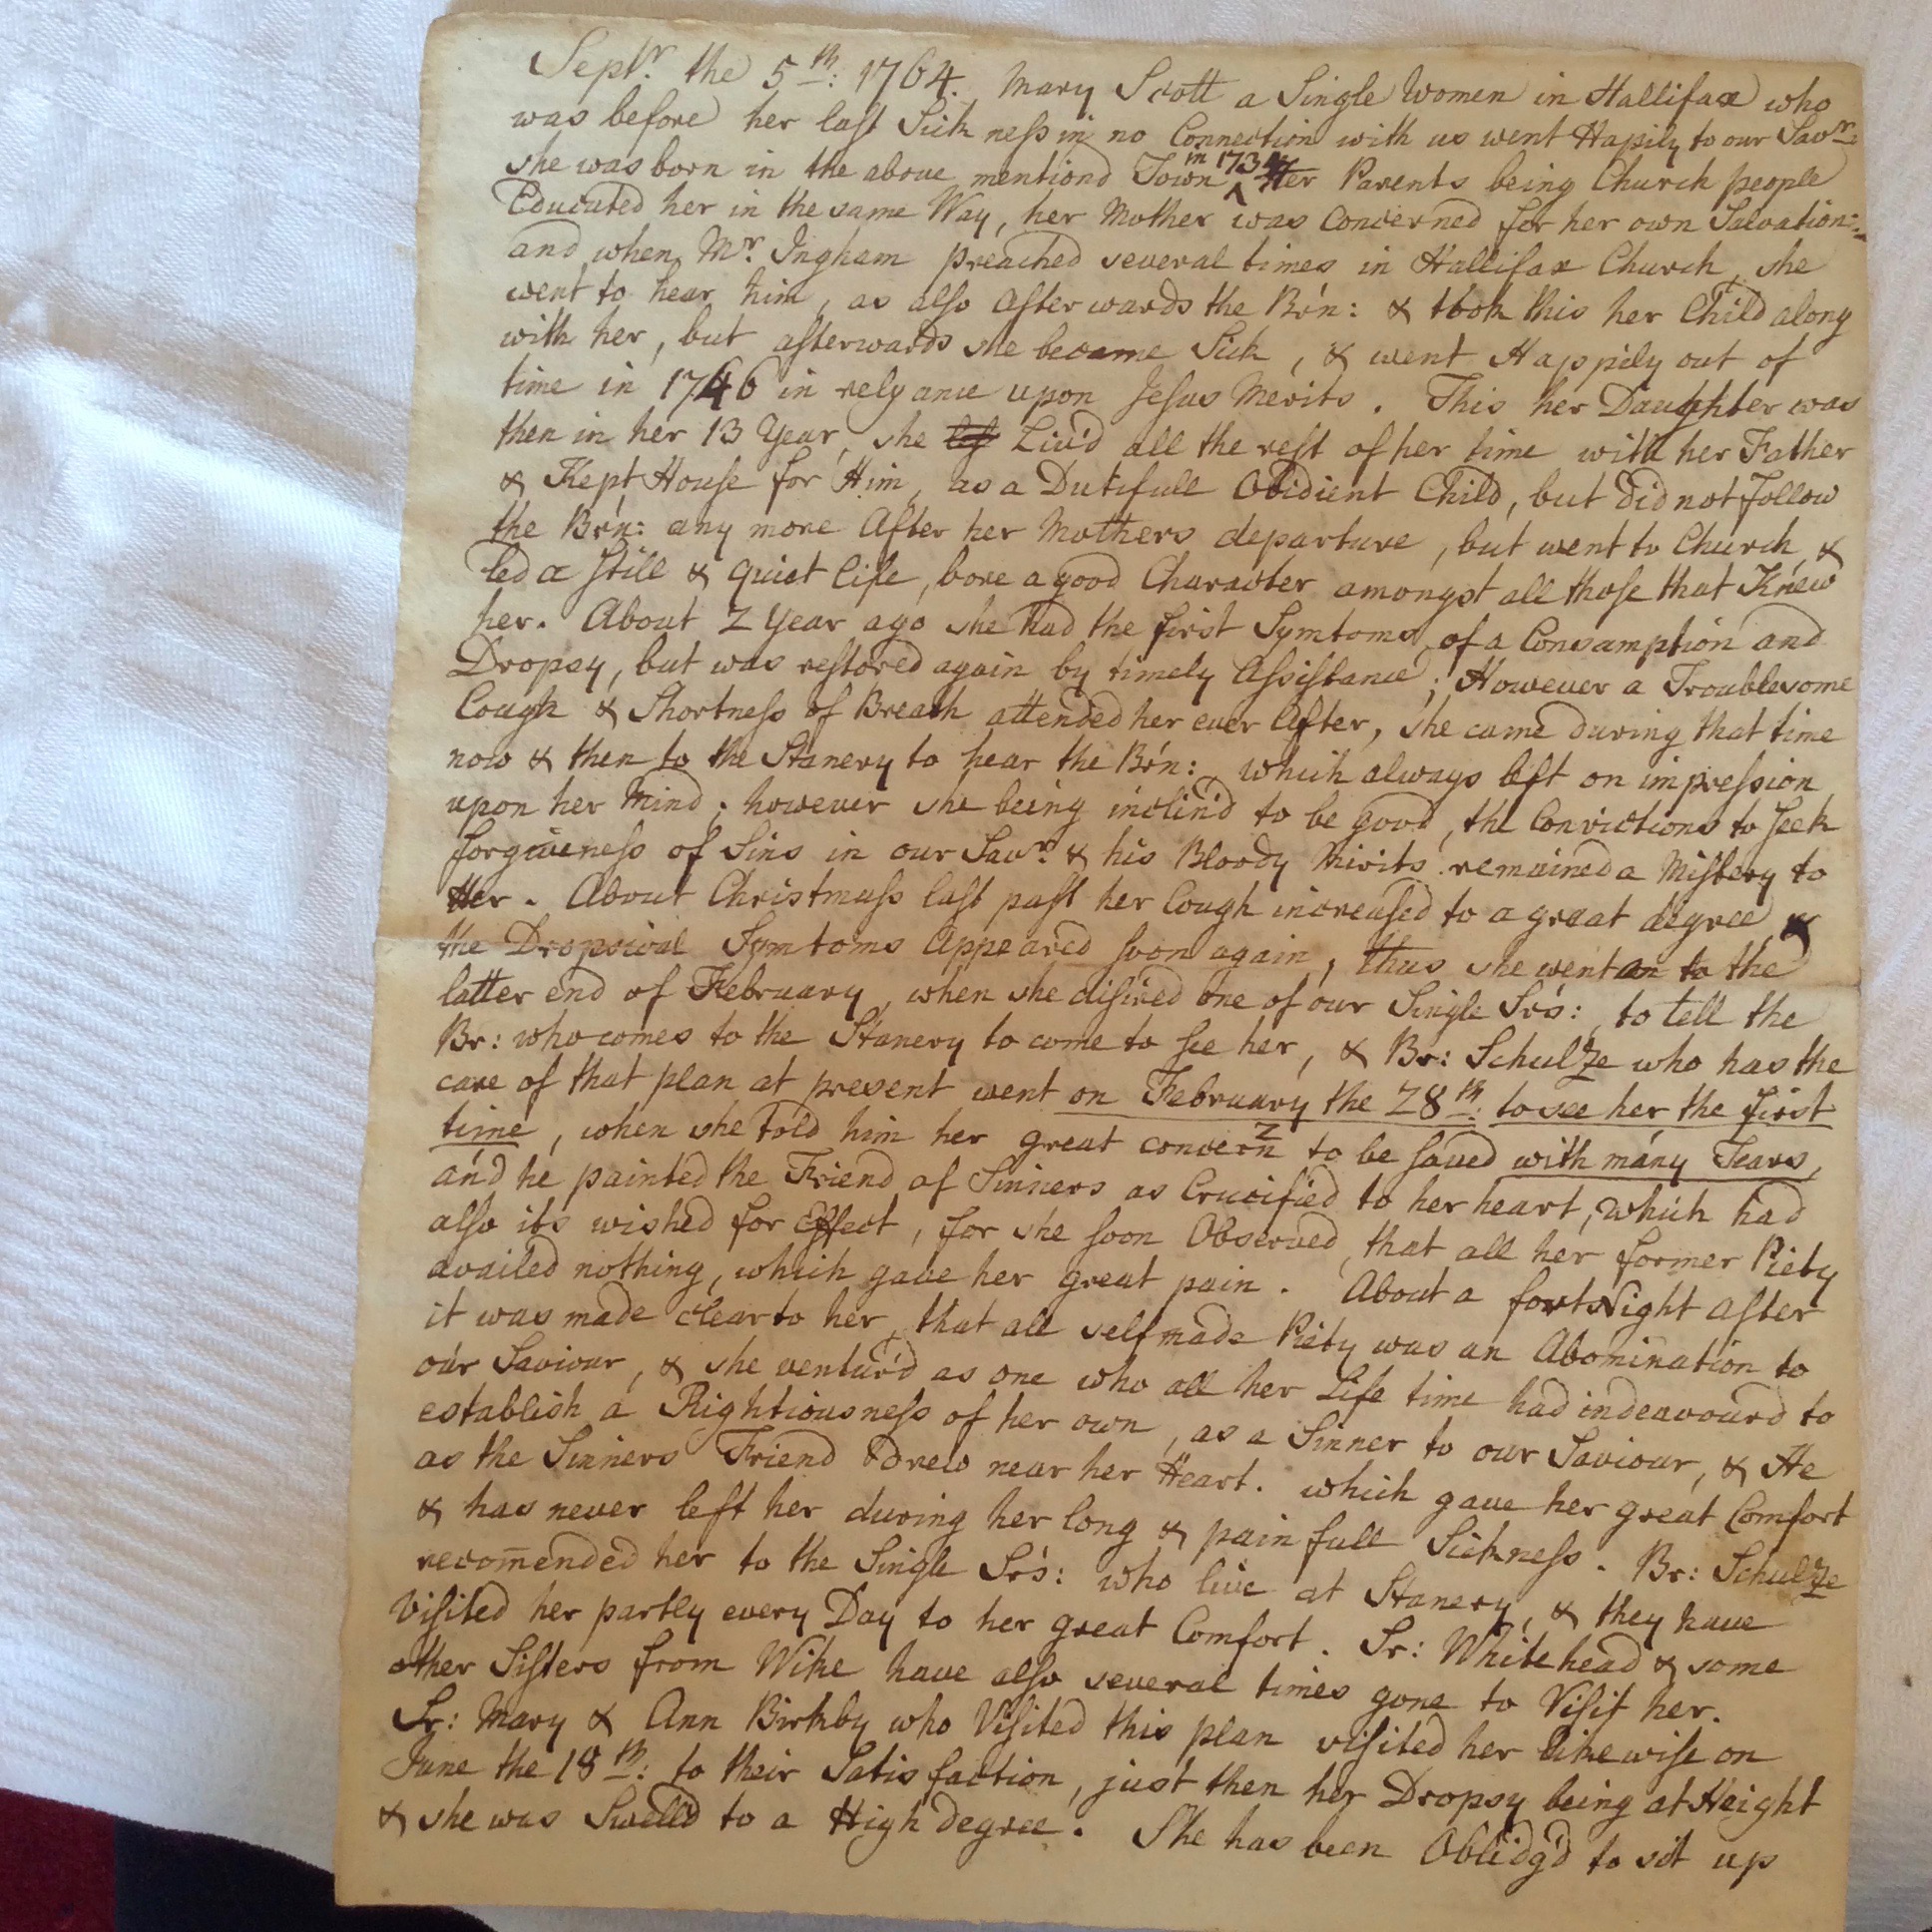 Septr. the 5th: 1764. Mary Scott a Single Women in Hallifax who
was before her last Sickness in no Connection with us went Hapily to our Savr:
she was born in the above mentiond Town in 1734 Her Parents being Church people
Educated her in the same Way, her Mother was Concerned for her own Salvation:
and when Mr. Ingham preached several times in Hallifax Church, she
went to hear him, as also Afterwards the Brn: & took this her Child along
with her, but afterwards she became Sick, & went Happily out of
time in 1746 in relyance upon Jesus Merits. This her Daughter was
then in her 13 Year, she Liv'd all the rest of her time with her Father
& Kept House for Him, as a Dutifull Obidient Child, but did not Follow
the Brn: any more After her Mothers departure, but went to Church, &
led a Still & quiet life, bore a good Character amongst all those that Knew
her. About 2 Year ago she had the first Symtoms of a Consamption and
Dropsy, but was restored again by timely Assistance; However a Troublesome
Cough & Shortness of Breath attended her ever After, she came during that time
now & then to the Stanery to hear the Brn: which always left on impression
upon her Mind; however she being inclin'd to be good, the Convictions to seek
forgiveness of Sins in our Savr. & his Bloody Mirits remained a Mistery to
Her. About Christmass last past her Cough increased to a great degree &
the Dropsical Symtoms Appeared soon again, thus she went on to the
latter end of February, when she disired one of our Single Srs: to tell the
Br: who comes to the Stanery to come to see her, & Br: Schulze who has the
care of that plan at present went on February the 28th: to see her the first
time, when she told him her great concern to be saved with many Tears,
and he painted the Friend of Sinners as Crucified to her heart, which had
also its wished for Effect, for she soon Observed, that all her former Piety
availed nothing, which gave her great pain. About a fortNight after
it was made clear to her, that all selfmade Piety was an Abomination to
our Saviour, & she ventur'd as one who all her Life time had indeavourd to
establish a Rightiousness of her own, as a Sinner to our Saviour, & He
as the Sinners Friend drew near her Heart. which gave her great Comfort
& has never left her during her long & painfull Sickness. Br: Schulze
recom̄ended her to the Single Srs: who live at Stanery, & they have
Visited her partly every Day to her great Comfort. Sr: Whitehead & some
other Sisters from Wike have also several times gone to Visit her.
Sr: Mary & Ann Birkby who Visited this plan visited her likewise on
June the 18th: to their Satisfaction, just then her Dropsy being at Height
& she was Swelld to a High degree. She has been Oblidg'd to sit up